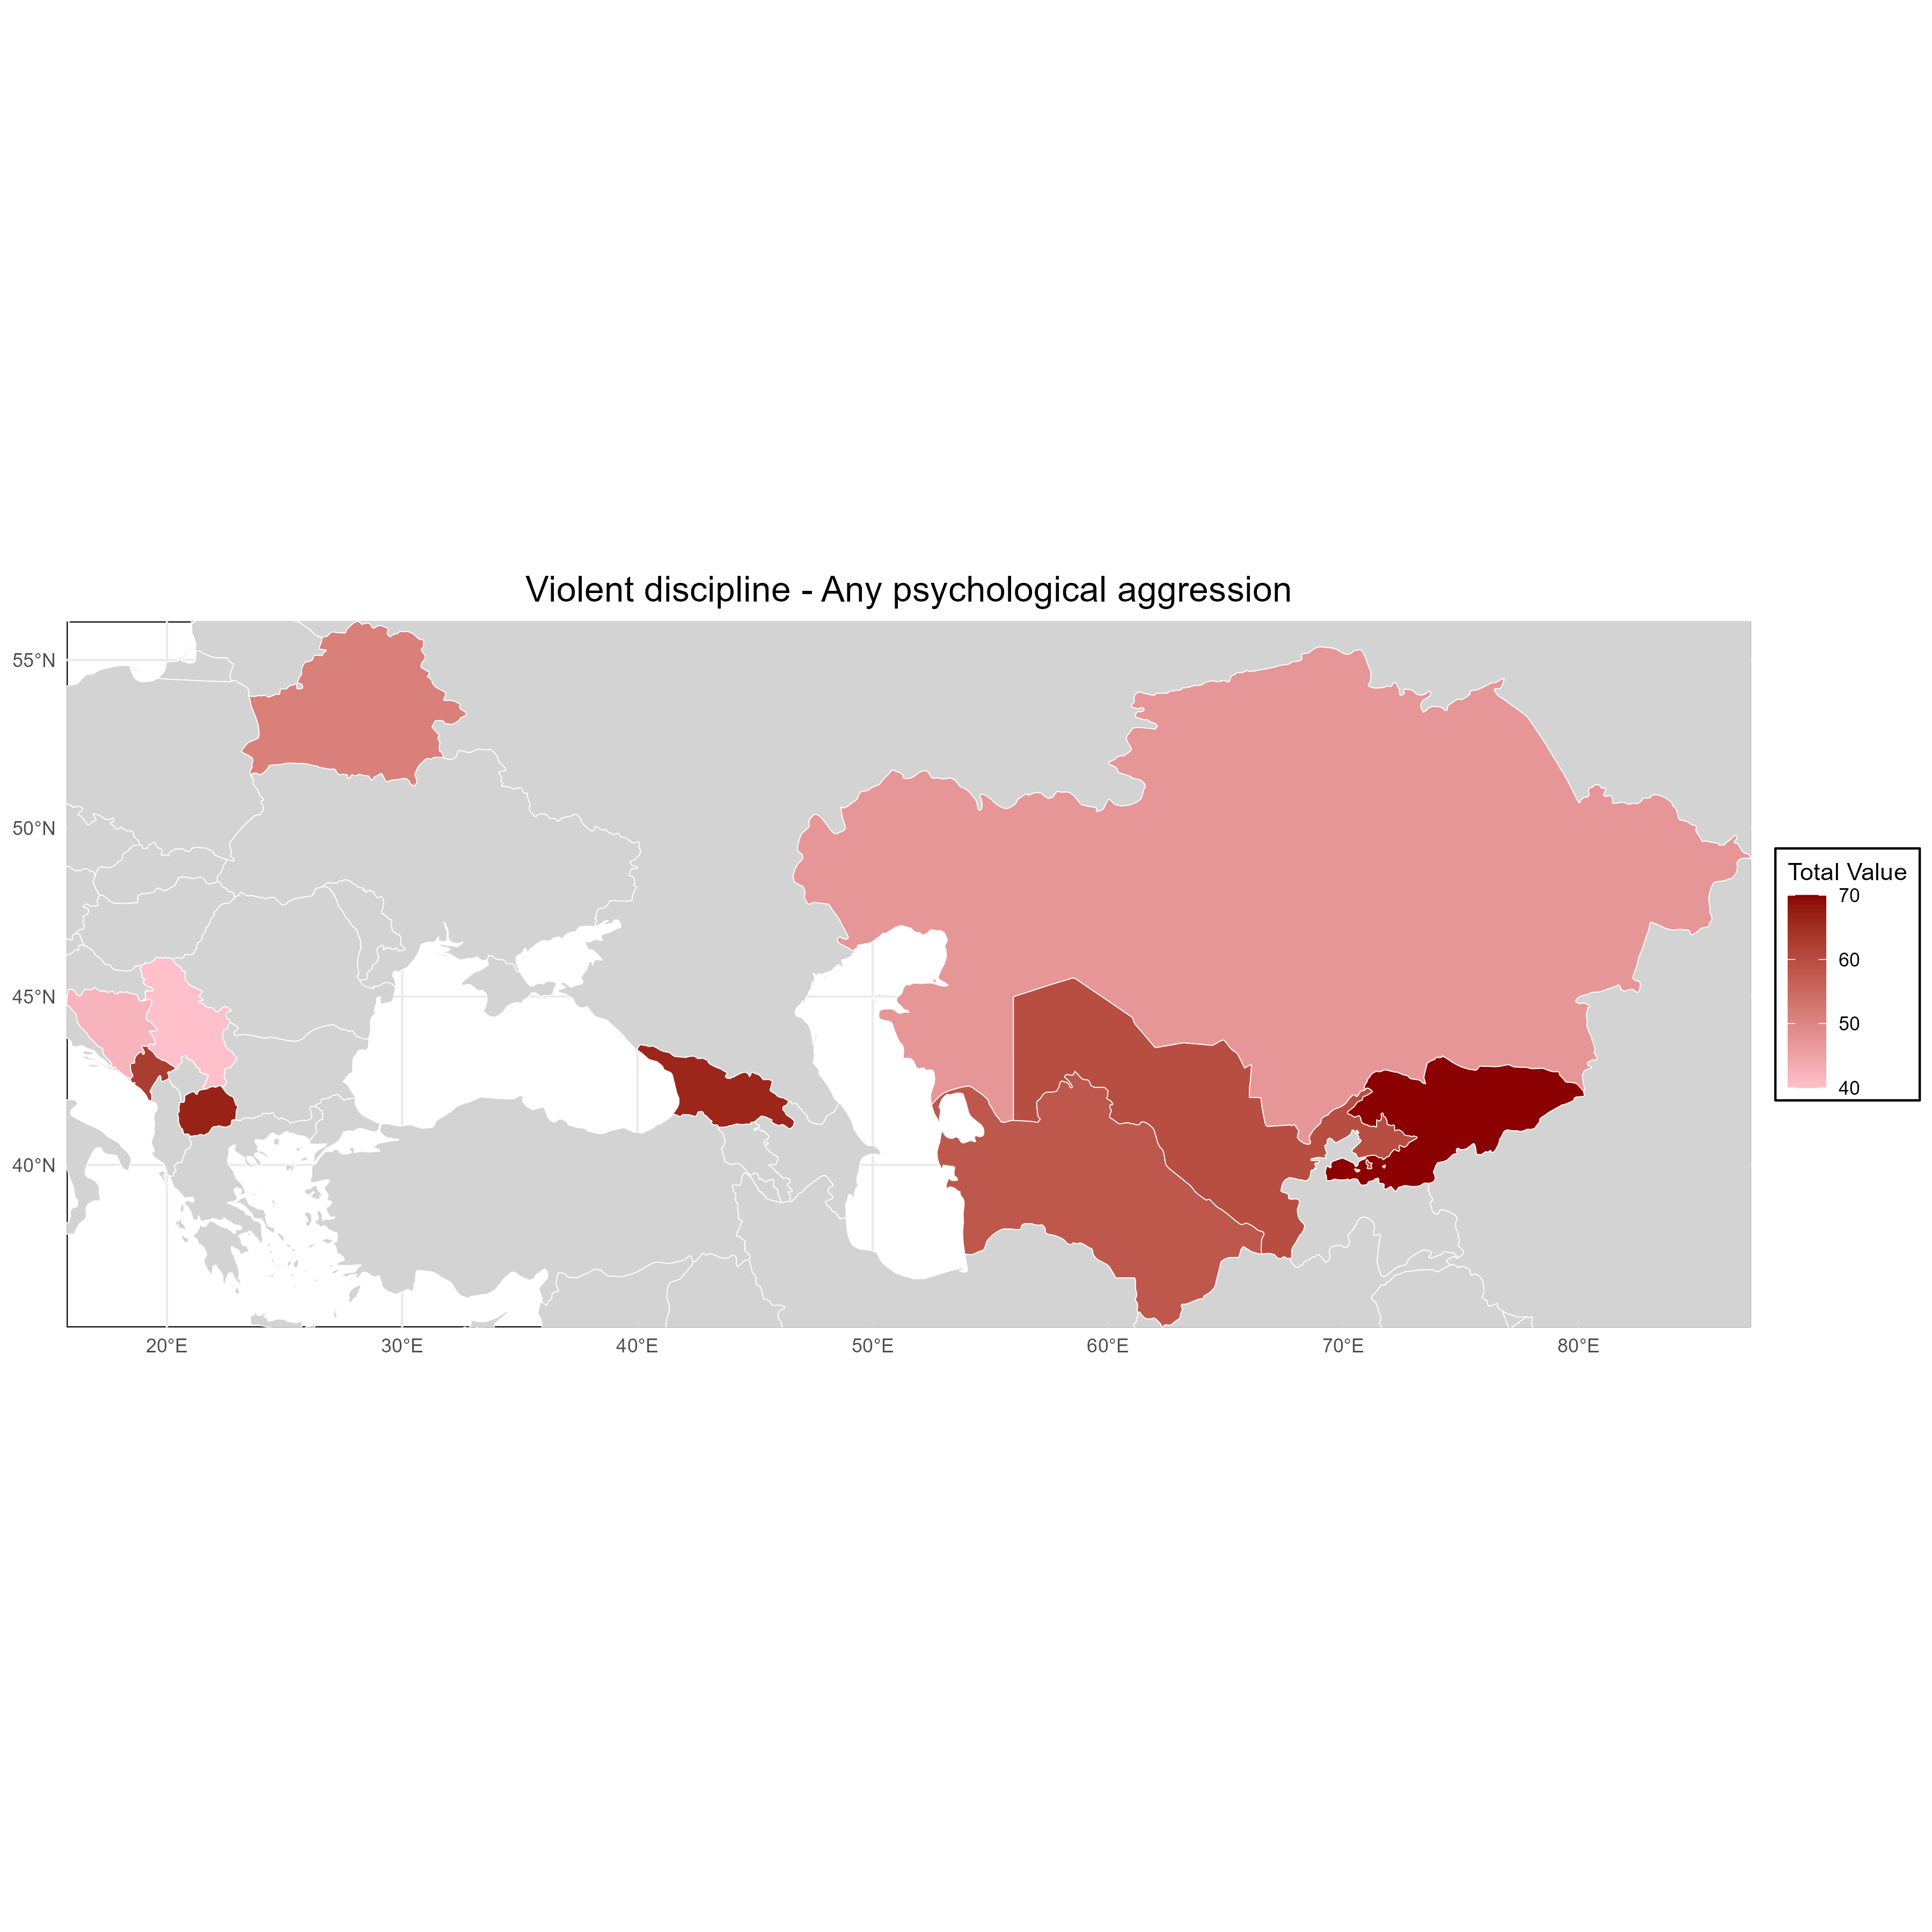 Violent discipline - Any psychological aggression
55°N
50°N
45°N
40°N
20°E 30°E 40°E 50°E 60°E 70°E 80°E
Total Value
70
60
50
40